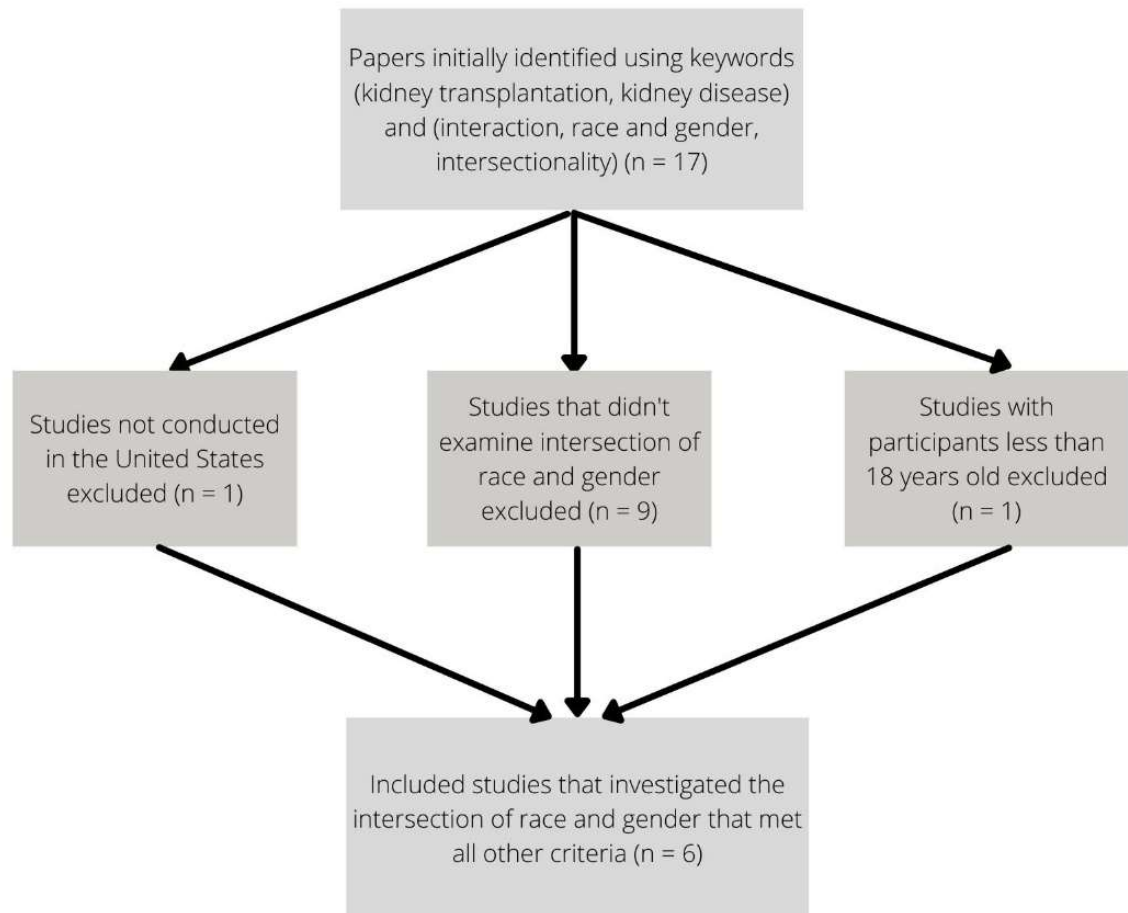 Papers initially identified using keywords
(kidney transplantation, kidney disease)
and (interaction, race and gender,
intersectionality) (n = 17)
Studies not conducted
in the United States
excluded (n = 1)
Studies that didn't
examine intersection of
race and gender
excluded (n = 9)
Studies with
participants less than
18 years old excluded
(n = 1)
Included studies that investigated the
intersection of race and gender that met
all other criteria (n = 6)